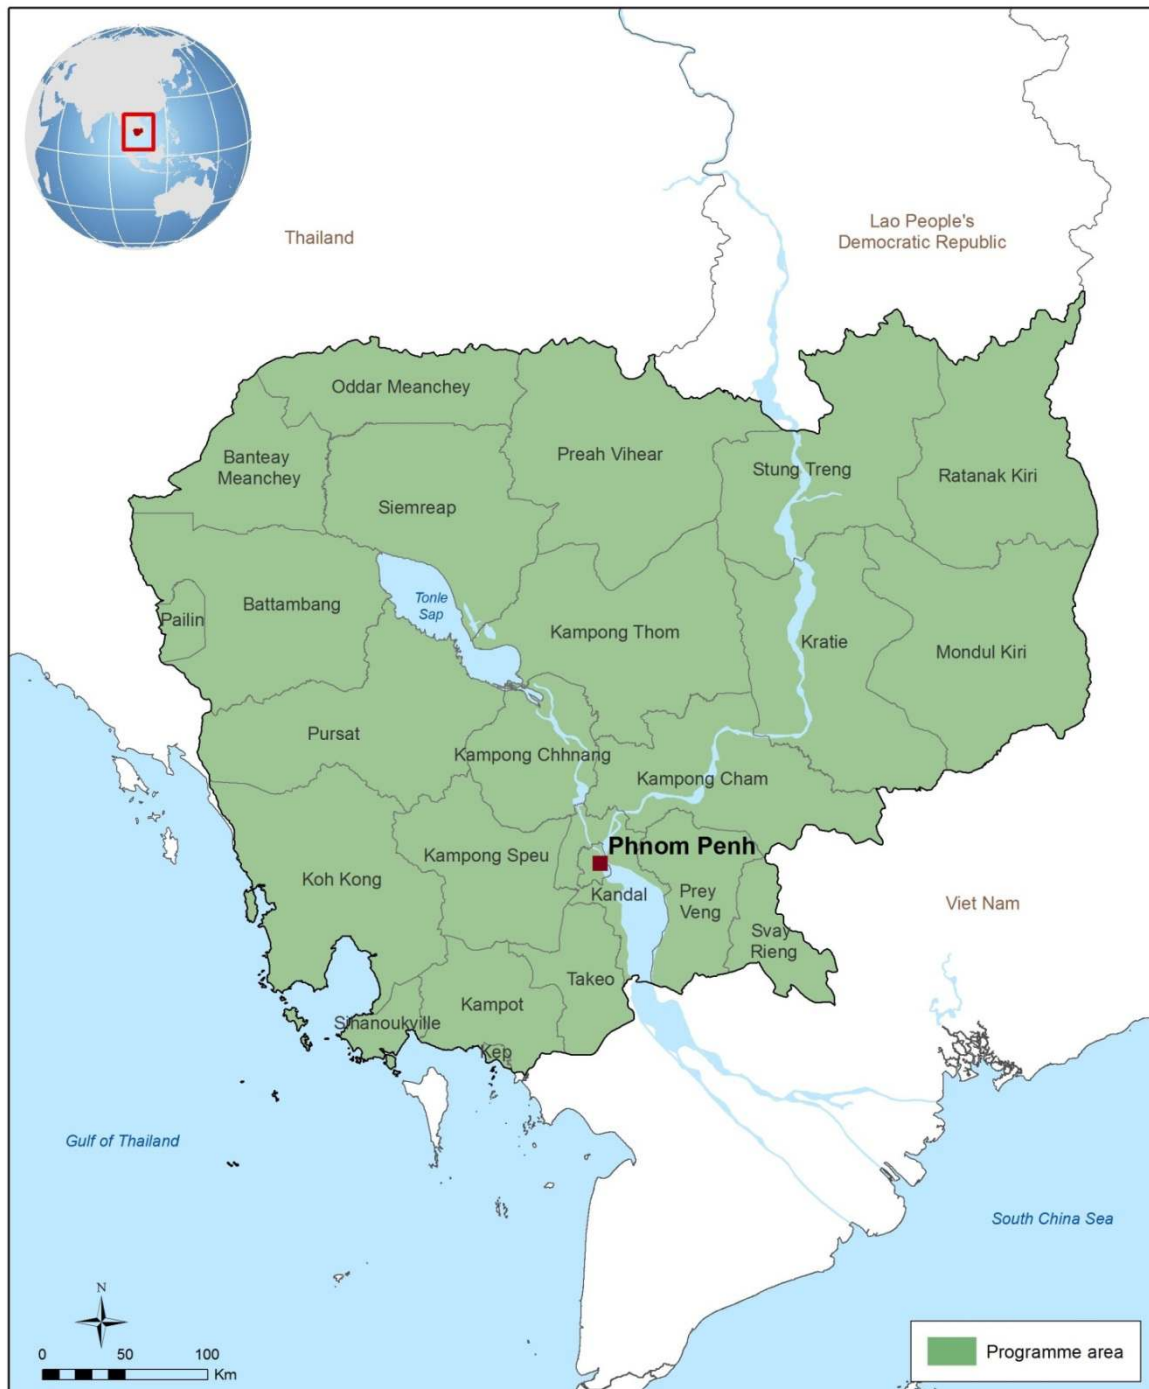 Thailand
Lao People's
Democratic Republic
Oddar Meanchey
Banteay
Meanchey
Preah Vihear
Stung Treng
Ratanak Kiri
Siemreap
Tonle
Sap
Battambang
Pailin
Kampong Thom
Kratie
Mondul Kiri
Pursat
Kampong Chhnang
Kampong Cham
Phnom Penh
Kampong Speu
Koh Kong
Kandal
Prey
Veng
Viet Nam
Svay
Rieng
Takeo
Kampot
Sinanoukville
Kep
Gulf of Thailand
South China Sea
N
0 50 100
Km
Programme area